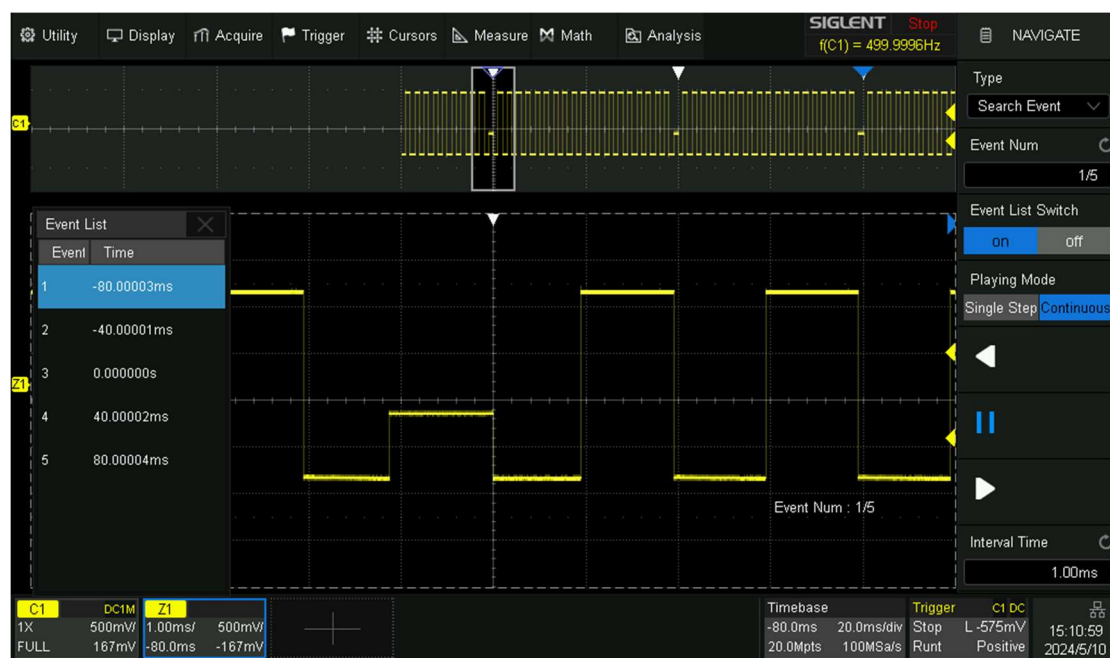 Utility Display Acquire Trigger Cursors Measure Math Analysis
SIGLENT Stop
f(C1) = 499.9996Hz
NAVIGATE
C1
Z1
Event List
Event Time
1 -80.00003ms
2 -40.00001ms
3 0.000000s
4 40.00002ms
5 80.00004ms
Event Num : 1/5
Type
Search Event
Event Num
1/5
Event List Switch
on off
Playing Mode
Single Step Continuous
Interval Time
1.00ms
C1 DC1M
1X 500mV/
FULL 167mV
Z1
1.00ms/ 500mV/
-80.0ms -167mV
Timebase
-80.0ms 20.0ms/div
20.0Mpts 100MSa/s
Trigger C1 DC
Stop L -575mV
Runt Positive
15:10:59
2024/5/10